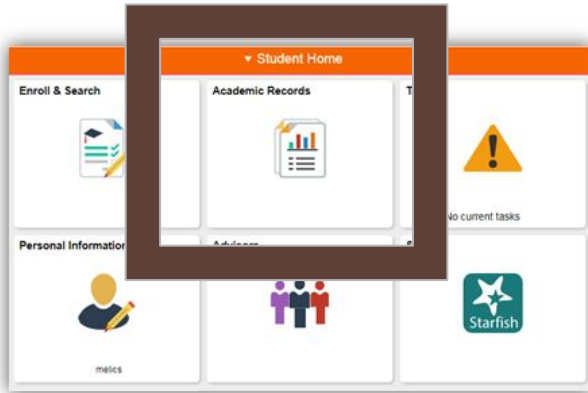 ▾ Student Home
Enroll & Search
Academic Records
No current tasks
Personal Information
Starfish
melics